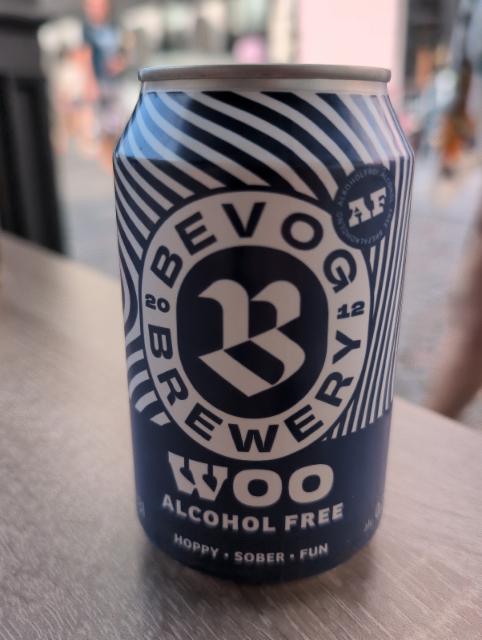 AF
BEVOG
20 12
BREWERY
B
WOO
ALCOHOL FREE
HOPPY • SOBER • FUN